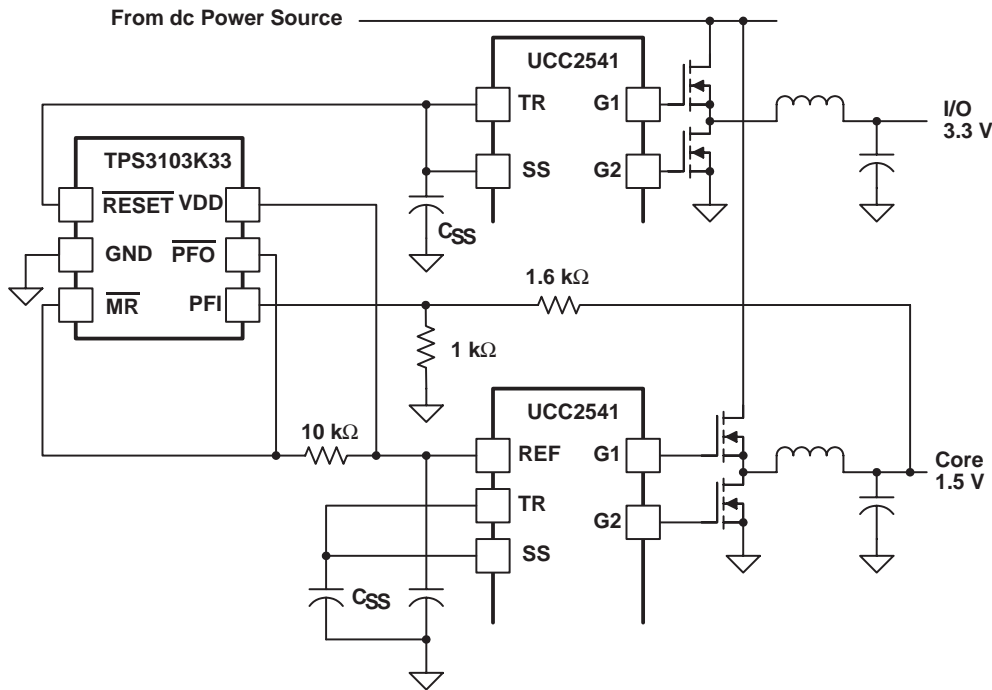 From dc Power Source
UCC2541
TR
G1
I/O
3.3 V
TPS3103K33
SS
G2
RESET
VDD
CSS
GND
PFO
1.6 kΩ
MR
PFI
1 kΩ
UCC2541
10 kΩ
REF
G1
Core
1.5 V
TR
G2
SS
CSS